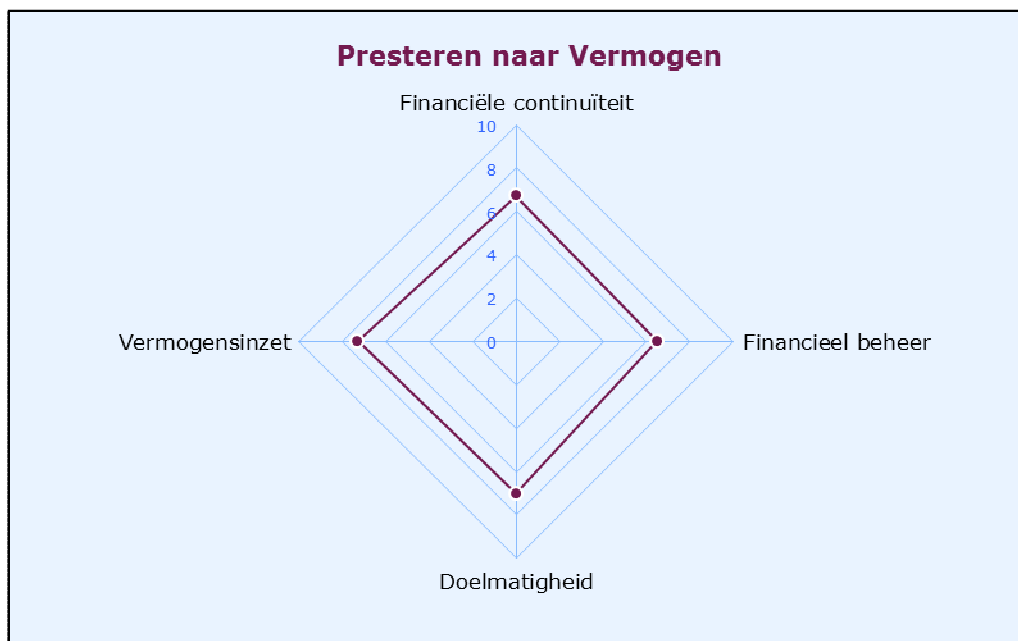 Presteren naar Vermogen
Financiële continuïteit
10
8
6
4
2
0
Vermogensinzet
Financieel beheer
Doelmatigheid